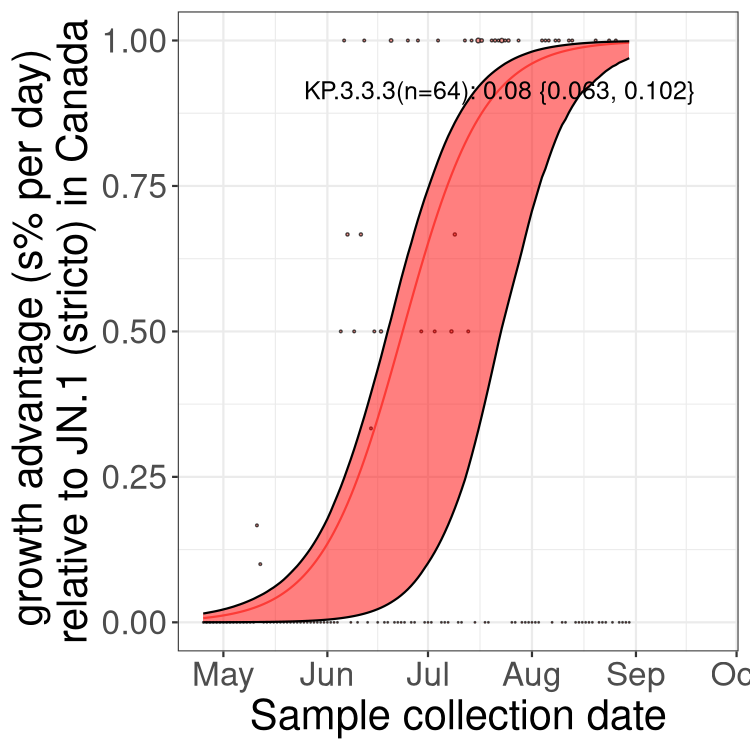 growth advantage (s% per day)
relative to JN.1 (stricto) in Canada
1.00
0.75
0.50
0.25
0.00
KP.3.3.3(n=64): 0.08 {0.063, 0.102}
May Jun Jul Aug Sep Oc
Sample collection date